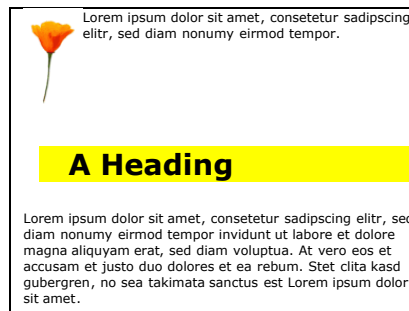 Lorem ipsum dolor sit amet, consetetur sadipscing
elitr, sed diam nonumy eirmod tempor.
A Heading
Lorem ipsum dolor sit amet, consetetur sadipscing elitr, sed
diam nonumy eirmod tempor invidunt ut labore et dolore
magna aliquyam erat, sed diam voluptua. At vero eos et
accusam et justo duo dolores et ea rebum. Stet clita kasd
gubergren, no sea takimata sanctus est Lorem ipsum dolor
sit amet.